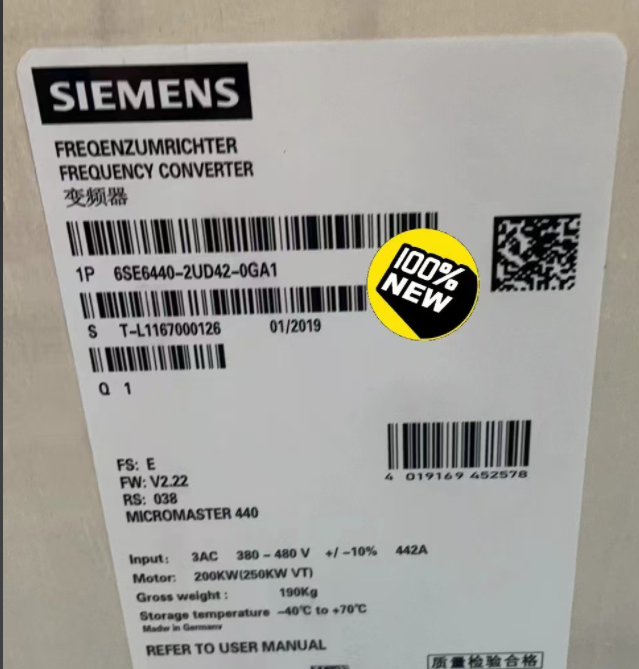 SIEMENS
FREQENZUMRICHTER
FREQUENCY CONVERTER
变频器
1P 6SE6440-2UD42-0GA1
100%
NEW
S T-L1167000126 01/2019
Q 1
4 019169 452578
FS: E
FW: V2.22
RS: 038
MICROMASTER 440
Input: 3AC 380 - 480 V +/ -10% 442A
Motor: 200KW(250KW VT)
Gross weight : 190Kg
Storage temperature -40℃ to +70℃
Madw in Germanv
REFER TO USER MANUAL
质量检验合格